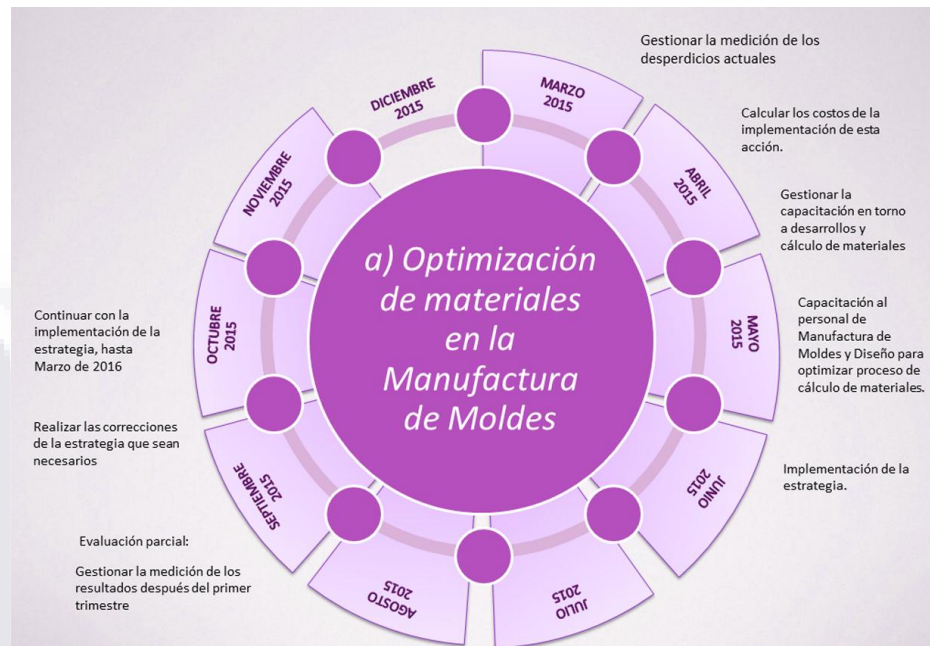 Gestionar la medición de los
desperdicios actuales
DICIEMBRE
2015
MARZO
2015
Calcular los costos de la
implementación de esta
acción.
NOVIEMBRE
2015
ABRIL
2015
Gestionar la
capacitación en torno
a desarrollos y
cálculo de materiales
a) Optimización
de materiales
en la
Manufactura
de Moldes
Continuar con la
implementación de la
estrategia, hasta
Marzo de 2016
OCTUBRE
2015
MAYO
2015
Capacitación al
personal de
Manufactura de
Moldes y Diseño para
optimizar proceso de
cálculo de materiales.
Realizar las correcciones
de la estrategia que sean
necesarios
SEPTIEMBRE
2015
JUNIO
2015
Implementación de la
estrategia.
Evaluación parcial:
Gestionar la medición de los
resultados después del primer
trimestre
AGOSTO
2015
JULIO
2015